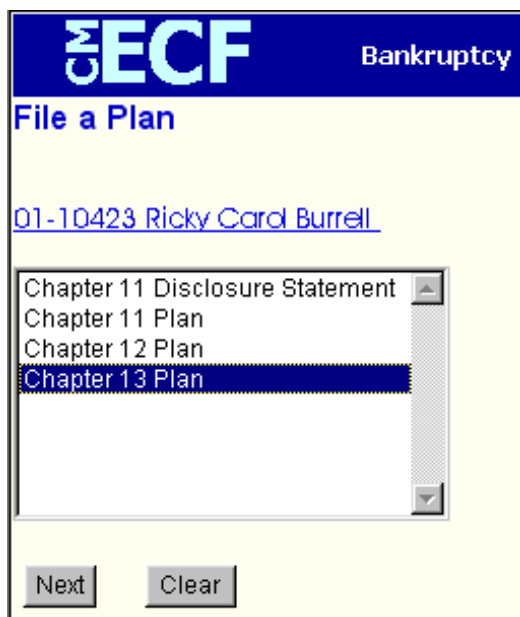 CM ECF Bankruptcy
File a Plan
01-10423 Ricky Carol Burrell
Chapter 11 Disclosure Statement
Chapter 11 Plan
Chapter 12 Plan
Chapter 13 Plan
Next Clear